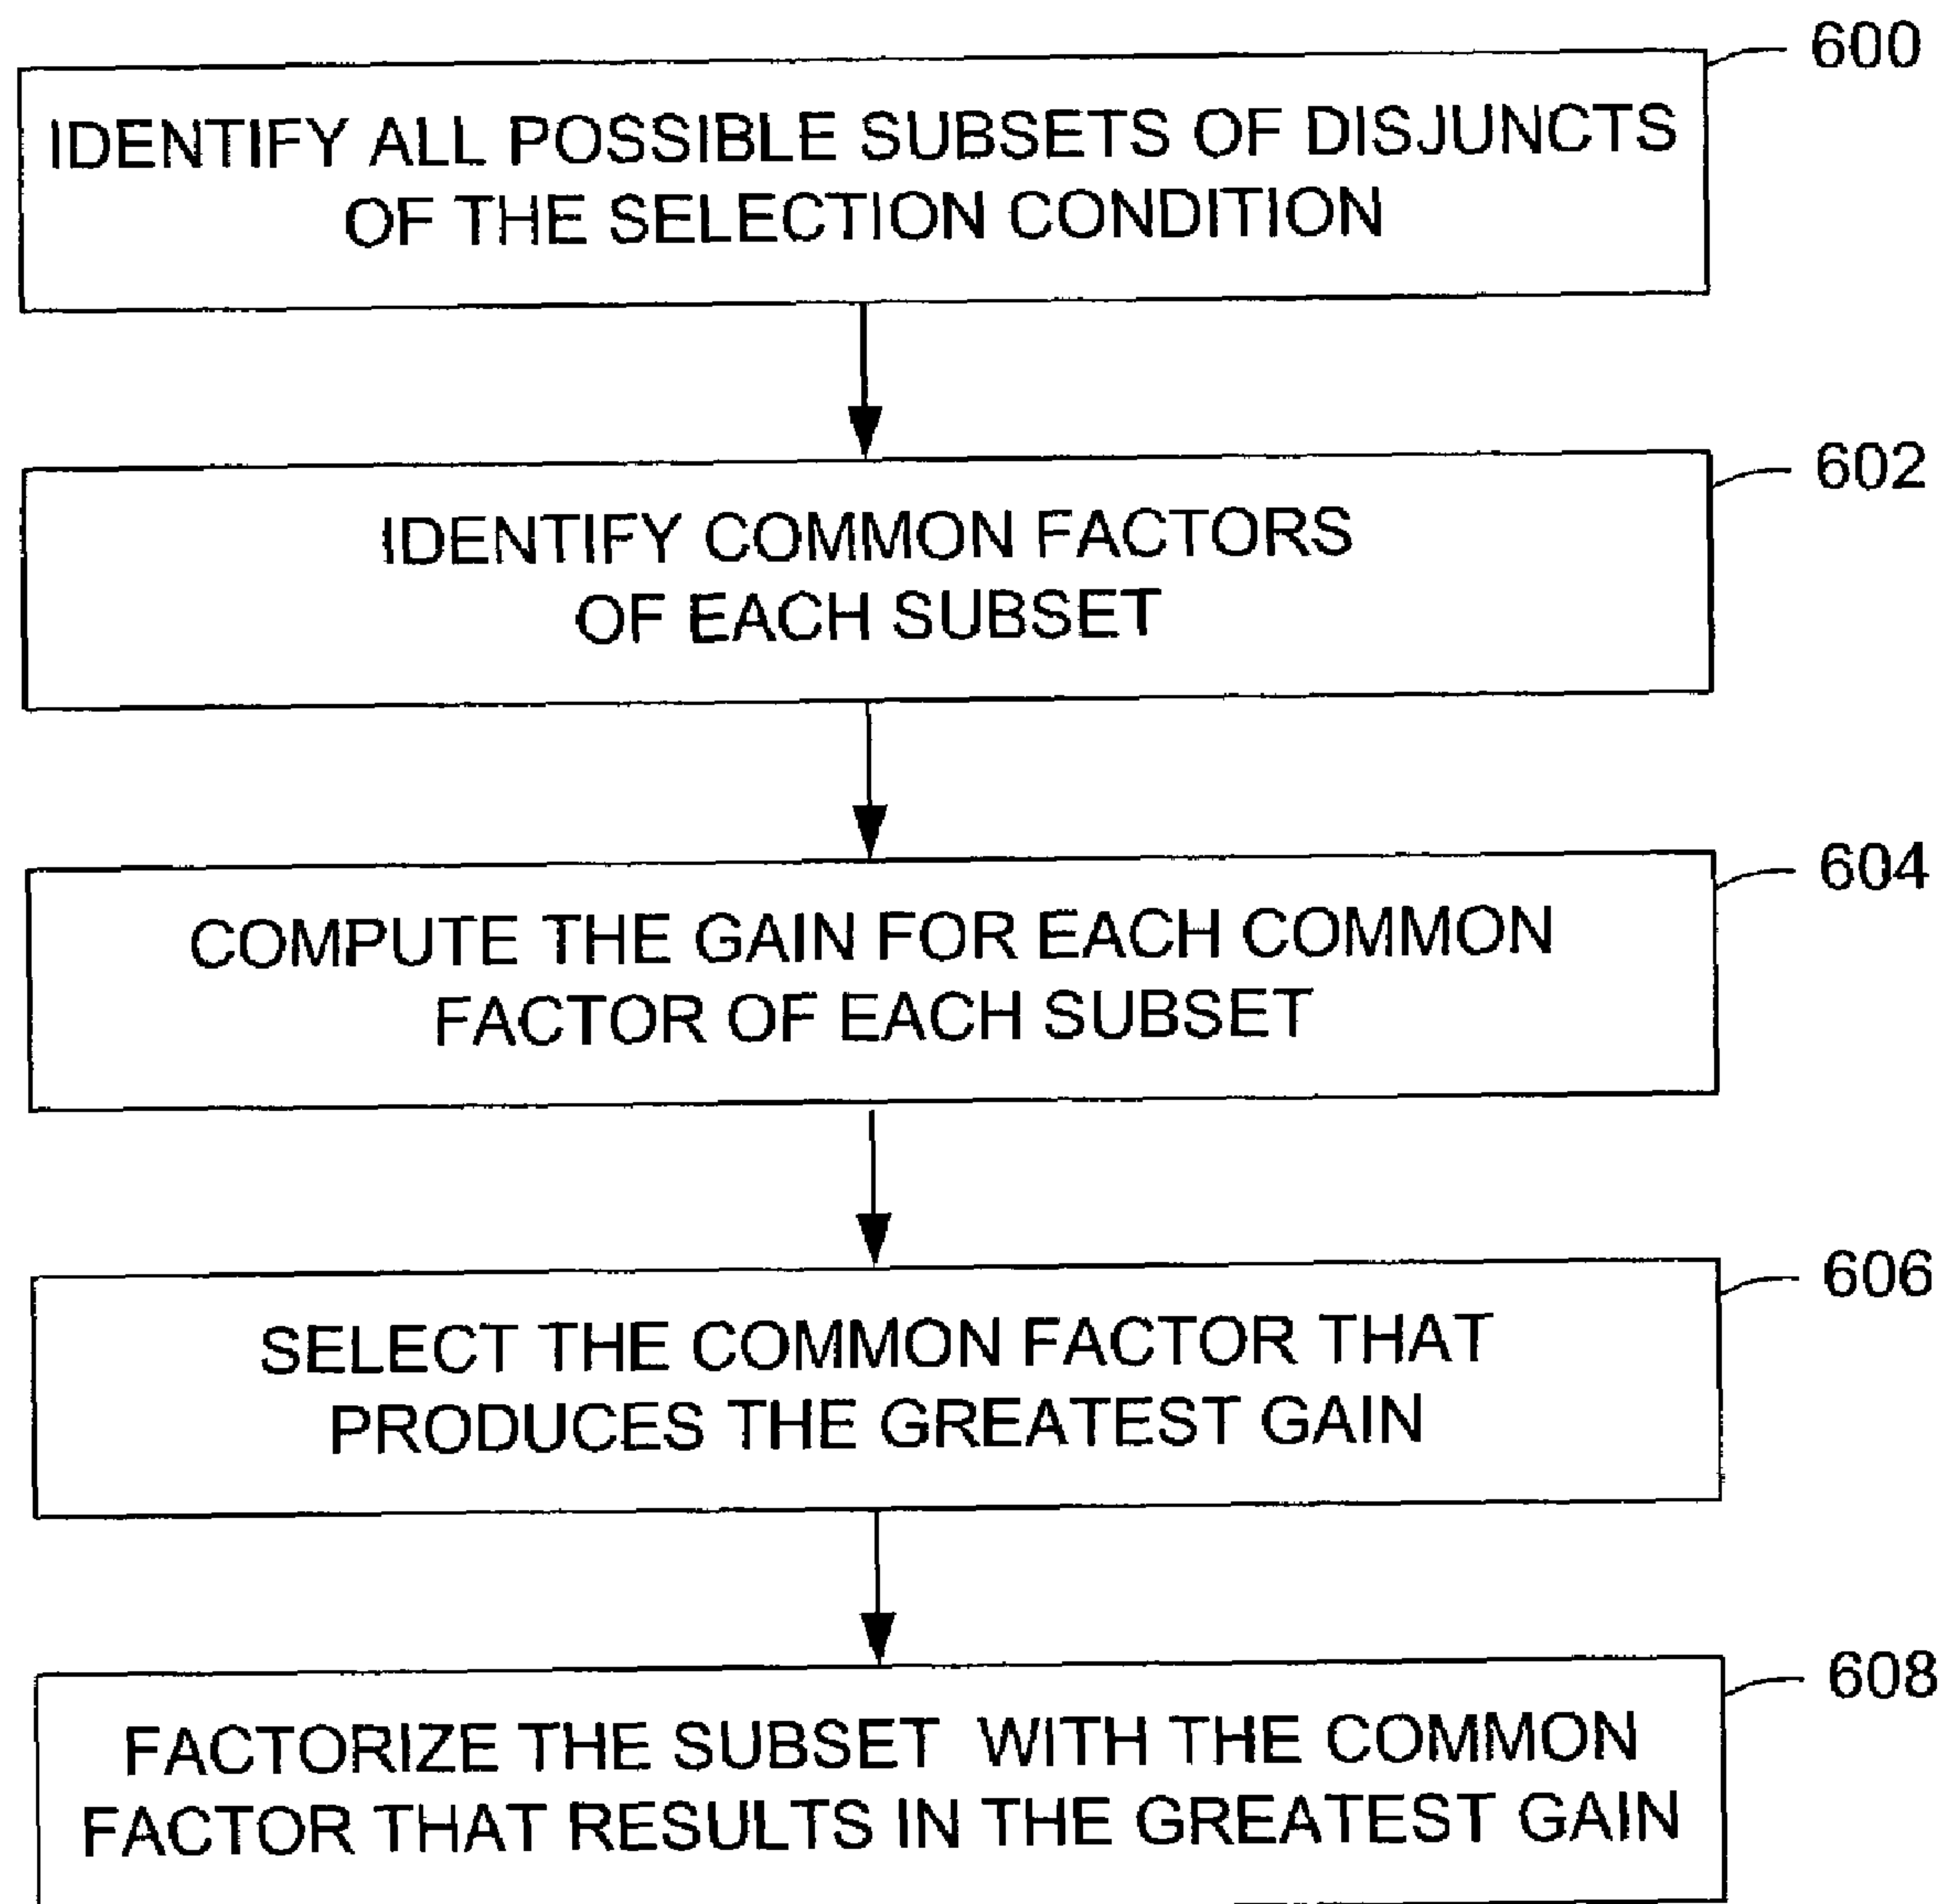 600
IDENTIFY ALL POSSIBLE SUBSETS OF DISJUNCTS
OF THE SELECTION CONDITION
602
IDENTIFY COMMON FACTORS
OF EACH SUBSET
604
COMPUTE THE GAIN FOR EACH COMMON
FACTOR OF EACH SUBSET
606
SELECT THE COMMON FACTOR THAT
PRODUCES THE GREATEST GAIN
608
FACTORIZE THE SUBSET WITH THE COMMON
FACTOR THAT RESULTS IN THE GREATEST GAIN